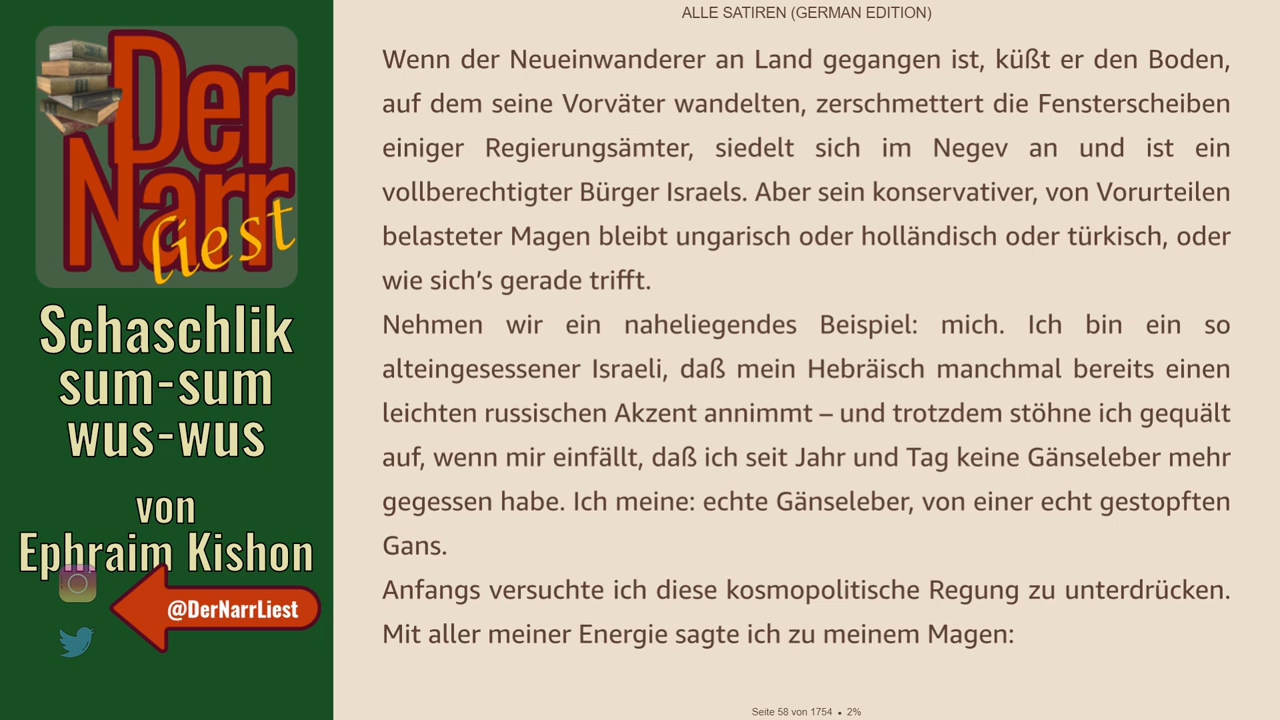 Der
Narr
liest
Schaschlik
sum-sum
wus-wus
von
Ephraim Kishon
@DerNarrLiest
ALLE SATIREN (GERMAN EDITION)
Wenn der Neueinwanderer an Land gegangen ist, küßt er den Boden,
auf dem seine Vorväter wandelten, zerschmettert die Fensterscheiben
einiger Regierungsämter, siedelt sich im Negev an und ist ein
vollberechtigter Bürger Israels. Aber sein konservativer, von Vorurteilen
belasteter Magen bleibt ungarisch oder holländisch oder türkisch, oder
wie sich’s gerade trifft.
Nehmen wir ein naheliegendes Beispiel: mich. Ich bin ein so
alteingesessener Israeli, daß mein Hebräisch manchmal bereits einen
leichten russischen Akzent annimmt – und trotzdem stöhne ich gequält
auf, wenn mir einfällt, daß ich seit Jahr und Tag keine Gänseleber mehr
gegessen habe. Ich meine: echte Gänseleber, von einer echt gestopften
Gans.
Anfangs versuchte ich diese kosmopolitische Regung zu unterdrücken.
Mit aller meiner Energie sagte ich zu meinem Magen:
Seite 58 von 1754 • 2%